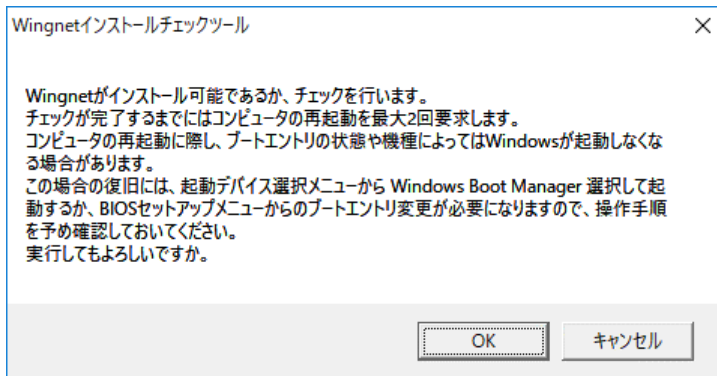 Wingnetインストールチェックツール
Wingnetがインストール可能であるか、チェックを行います。
チェックが完了するまでにはコンピュータの再起動を最大2回要求します。
コンピュータの再起動に際し、ブートエントリの状態や機種によってはWindowsが起動しなくな
る場合があります。
この場合の復旧には、起動デバイス選択メニューから Windows Boot Manager 選択して起
動するか、BIOSセットアップメニューからのブートエントリ変更が必要になりますので、操作手順
を予め確認しておいてください。
実行してもよろしいですか。
OK
キャンセル